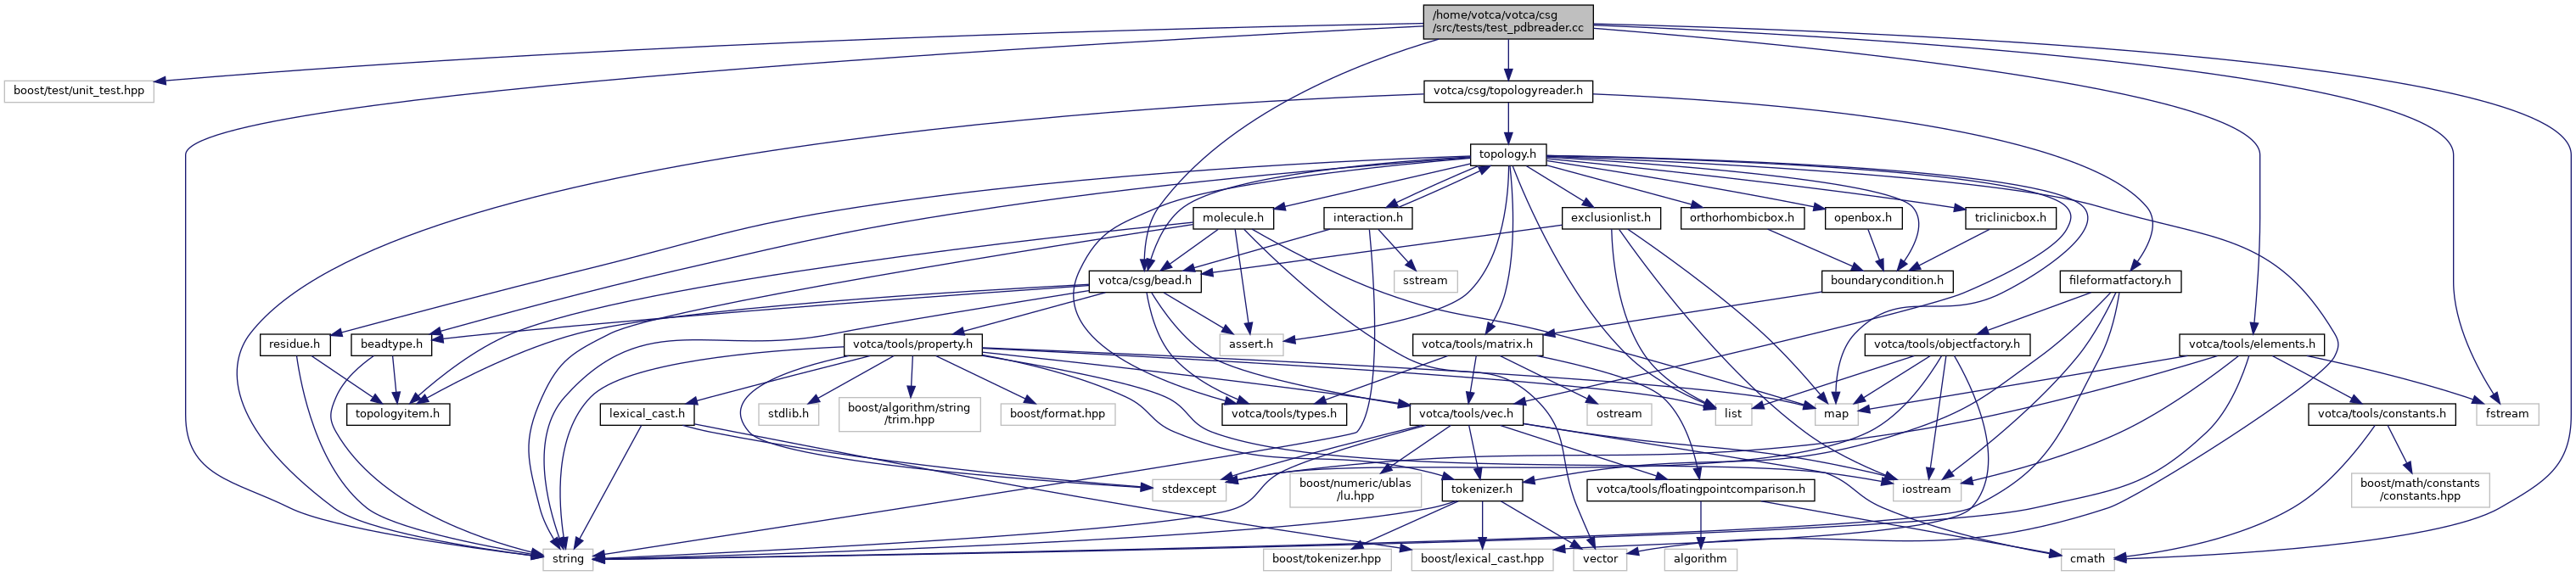 /home/votca/votca/csg
/src/tests/test_pdbreader.cc
boost/test/unit_test.hpp
votca/csg/topologyreader.h
topology.h
molecule.h
interaction.h
exclusionlist.h
orthorhombicbox.h
openbox.h
triclinicbox.h
votca/csg/bead.h
sstream
boundarycondition.h
fileformatfactory.h
residue.h
beadtype.h
votca/tools/property.h
assert.h
votca/tools/matrix.h
votca/tools/objectfactory.h
votca/tools/elements.h
topologyitem.h
lexical_cast.h
stdlib.h
boost/algorithm/string
/trim.hpp
boost/format.hpp
votca/tools/types.h
votca/tools/vec.h
ostream
list
map
votca/tools/constants.h
fstream
stdexcept
boost/numeric/ublas
/lu.hpp
tokenizer.h
votca/tools/floatingpointcomparison.h
iostream
boost/math/constants
/constants.hpp
string
boost/tokenizer.hpp
boost/lexical_cast.hpp
vector
algorithm
cmath